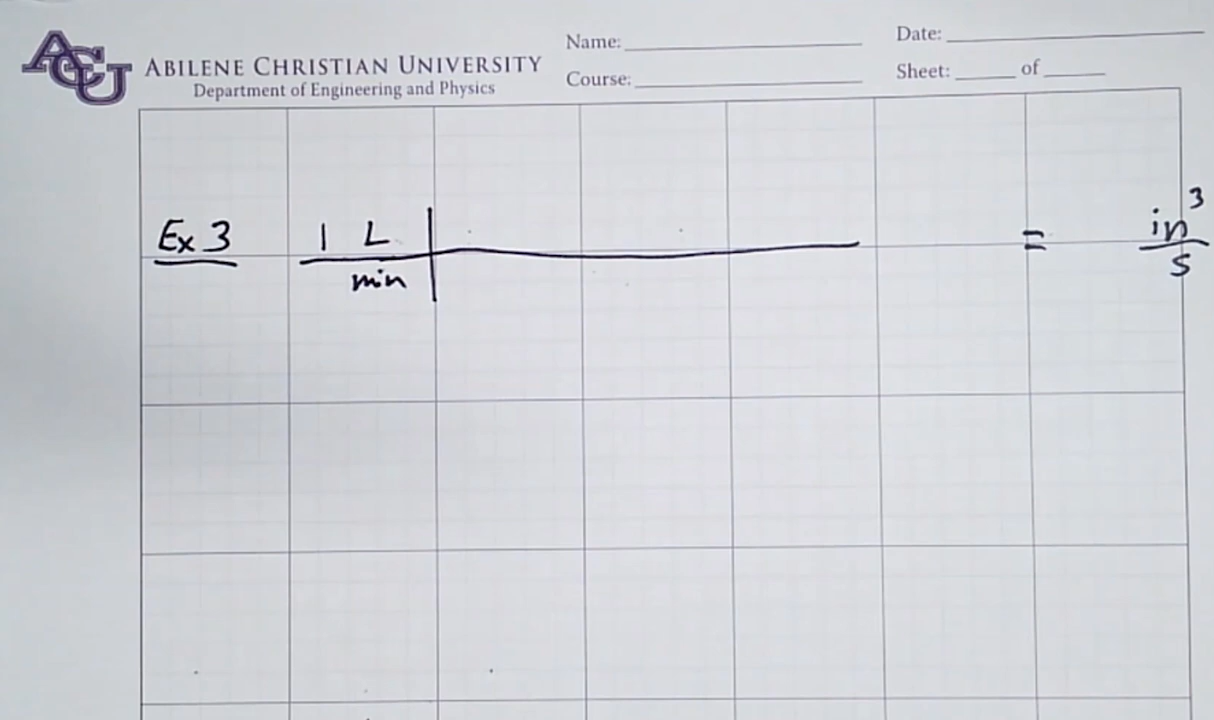 ACU
ABILENE CHRISTIAN UNIVERSITY
Department of Engineering and Physics
Name:
Course:
Date:
Sheet: of
Ex 3
1 L
min
=
in³
s